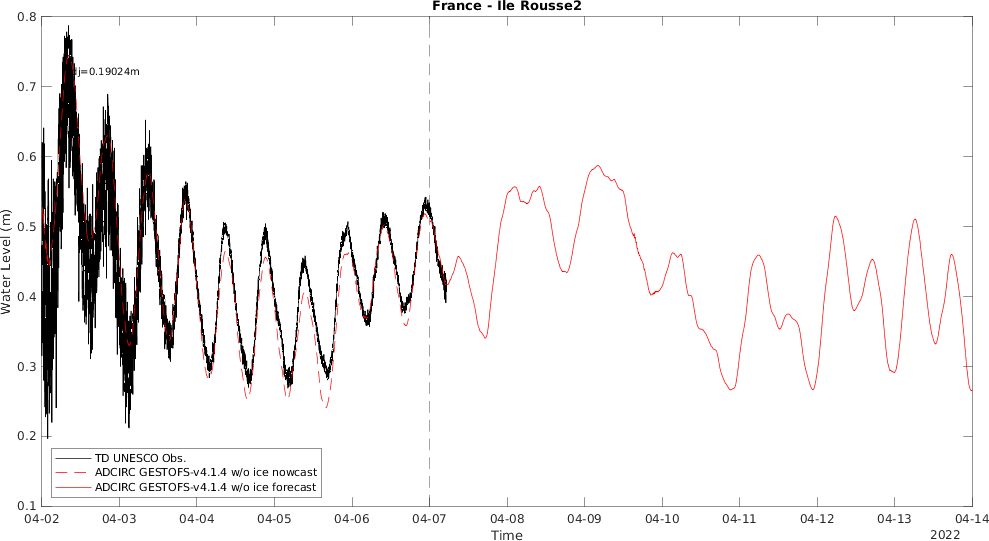 France - Ile Rousse2
0.8
0.7
0.6
0.5
0.4
0.3
0.2
0.1
Water Level (m)
j=0.19024m
TD UNESCO Obs.
ADCIRC GESTOFS-v4.1.4 w/o ice nowcast
ADCIRC GESTOFS-v4.1.4 w/o ice forecast
04-02 04-03 04-04 04-05 04-06 04-07 04-08 04-09 04-10 04-11 04-12 04-13 04-14
Time
2022